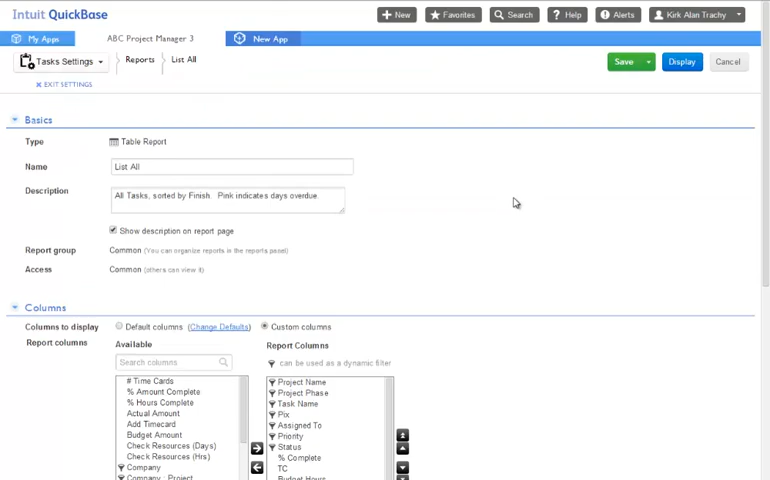 Intuit QuickBase
New
Favorites
Search
Help
Alerts
Kirk Alan Trachy
My Apps
ABC Project Manager 3
New App
Tasks Settings
Reports
List All
Save
Display
Cancel
EXIT SETTINGS
Basics
Type
Table Report
Name
List All
Description
All Tasks, sorted by Finish.  Pink indicates days overdue.
Show description on report page
Report group
Common (You can organize reports in the reports panel)
Access
Common (others can view it)
Columns
Columns to display
Default columns (Change Defaults)
Custom columns
Report columns
Available
Report Columns
Search columns
can be used as a dynamic filter
# Time Cards
% Amount Complete
% Hours Complete
Actual Amount
Add Timecard
Budget Amount
Check Resources (Days)
Check Resources (Hrs)
Company
Company : Project
Project Name
Project Phase
Task Name
Pix
Assigned To
Priority
Status
% Complete
TC
Budget Hours